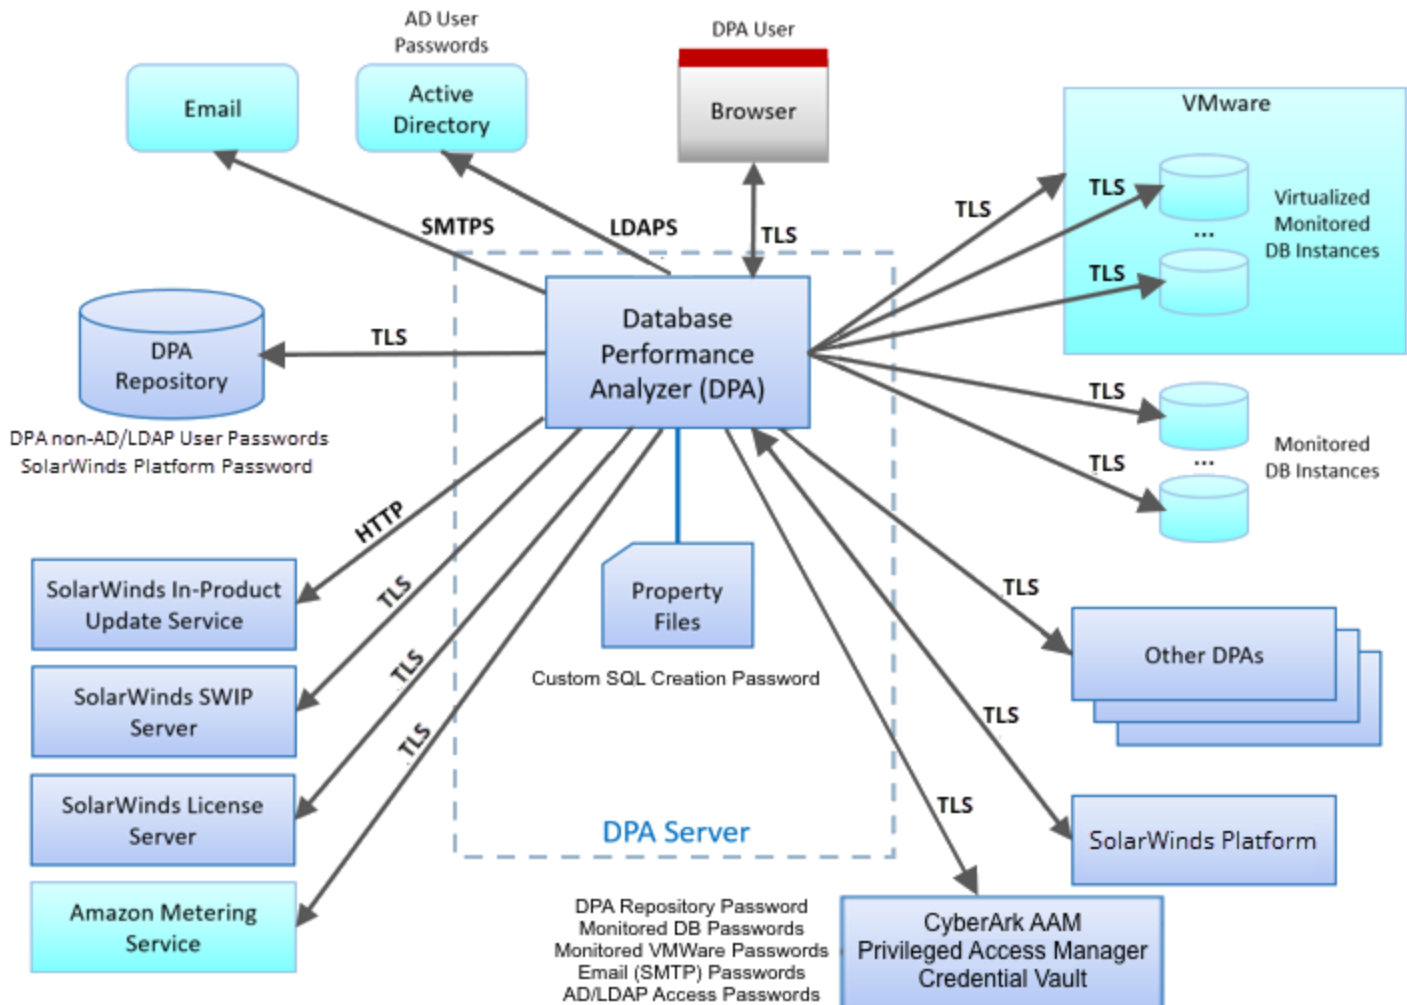 AD User
Passwords
DPA User
Email
Active
Directory
Browser
VMware
TLS
TLS
Virtualized
Monitored
DB Instances
...
TLS
SMTPS
LDAPS
TLS
Database
Performance
Analyzer (DPA)
TLS
DPA
Repository
DPA non-AD/LDAP User Passwords
SolarWinds Platform Password
TLS
TLS
...
Monitored
DB Instances
HTTP
TLS
TLS
TLS
SolarWinds In-Product
Update Service
SolarWinds SWIP
Server
SolarWinds License
Server
Amazon Metering
Service
Property
Files
Custom SQL Creation Password
DPA Server
TLS
Other DPAs
TLS
SolarWinds Platform
TLS
DPA Repository Password
Monitored DB Passwords
Monitored VMWare Passwords
Email (SMTP) Passwords
AD/LDAP Access Passwords
CyberArk AAM
Privileged Access Manager
Credential Vault